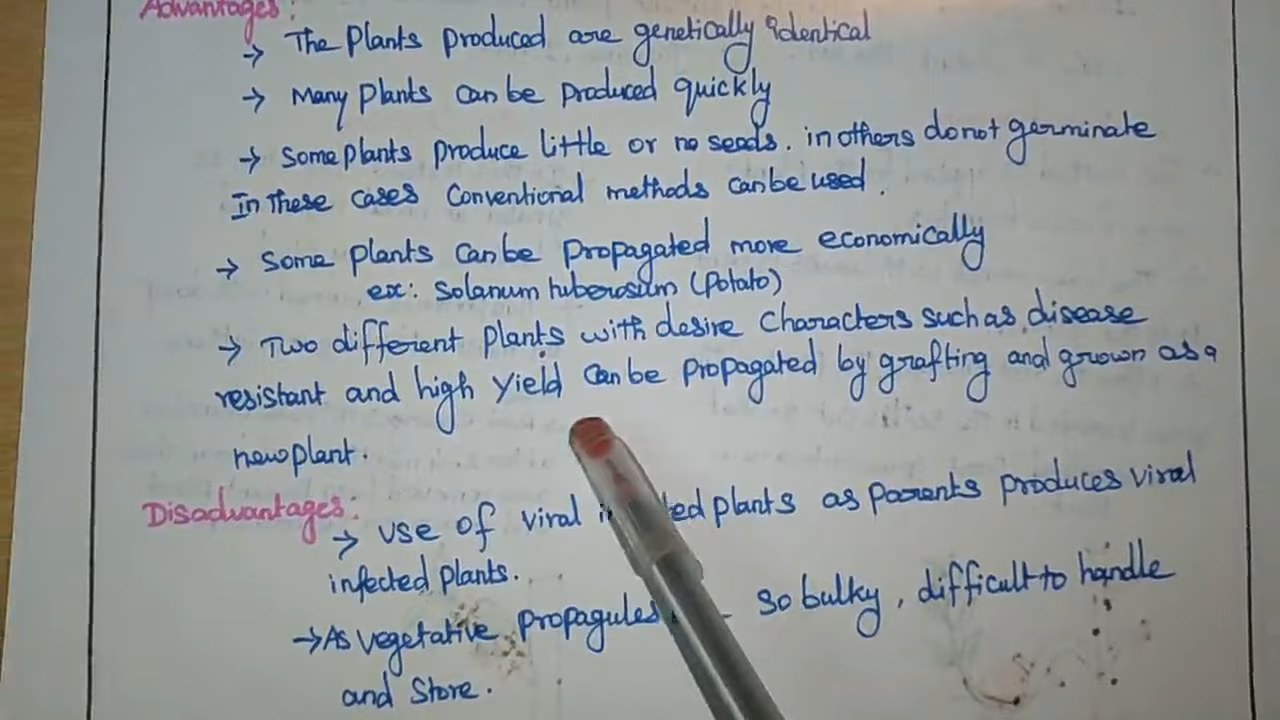 Advantages:
→ The Plants produced are genetically identical
→ Many Plants can be produced quickly
→ some plants produce little or no seeds. in others do not germinate
In these cases Conventional methods can be used.
→ Some plants can be propagated more economically
ex: Solanum tuberosum (Potato)
→ Two different plants with desire characters such as disease
resistant and high yield can be propagated by grafting and grown as a
new plant.
Disadvantages:
→ use of viral plants as parents produces viral
infected plants.
→ As vegetative propagules so bulky, difficult to handle
and store.